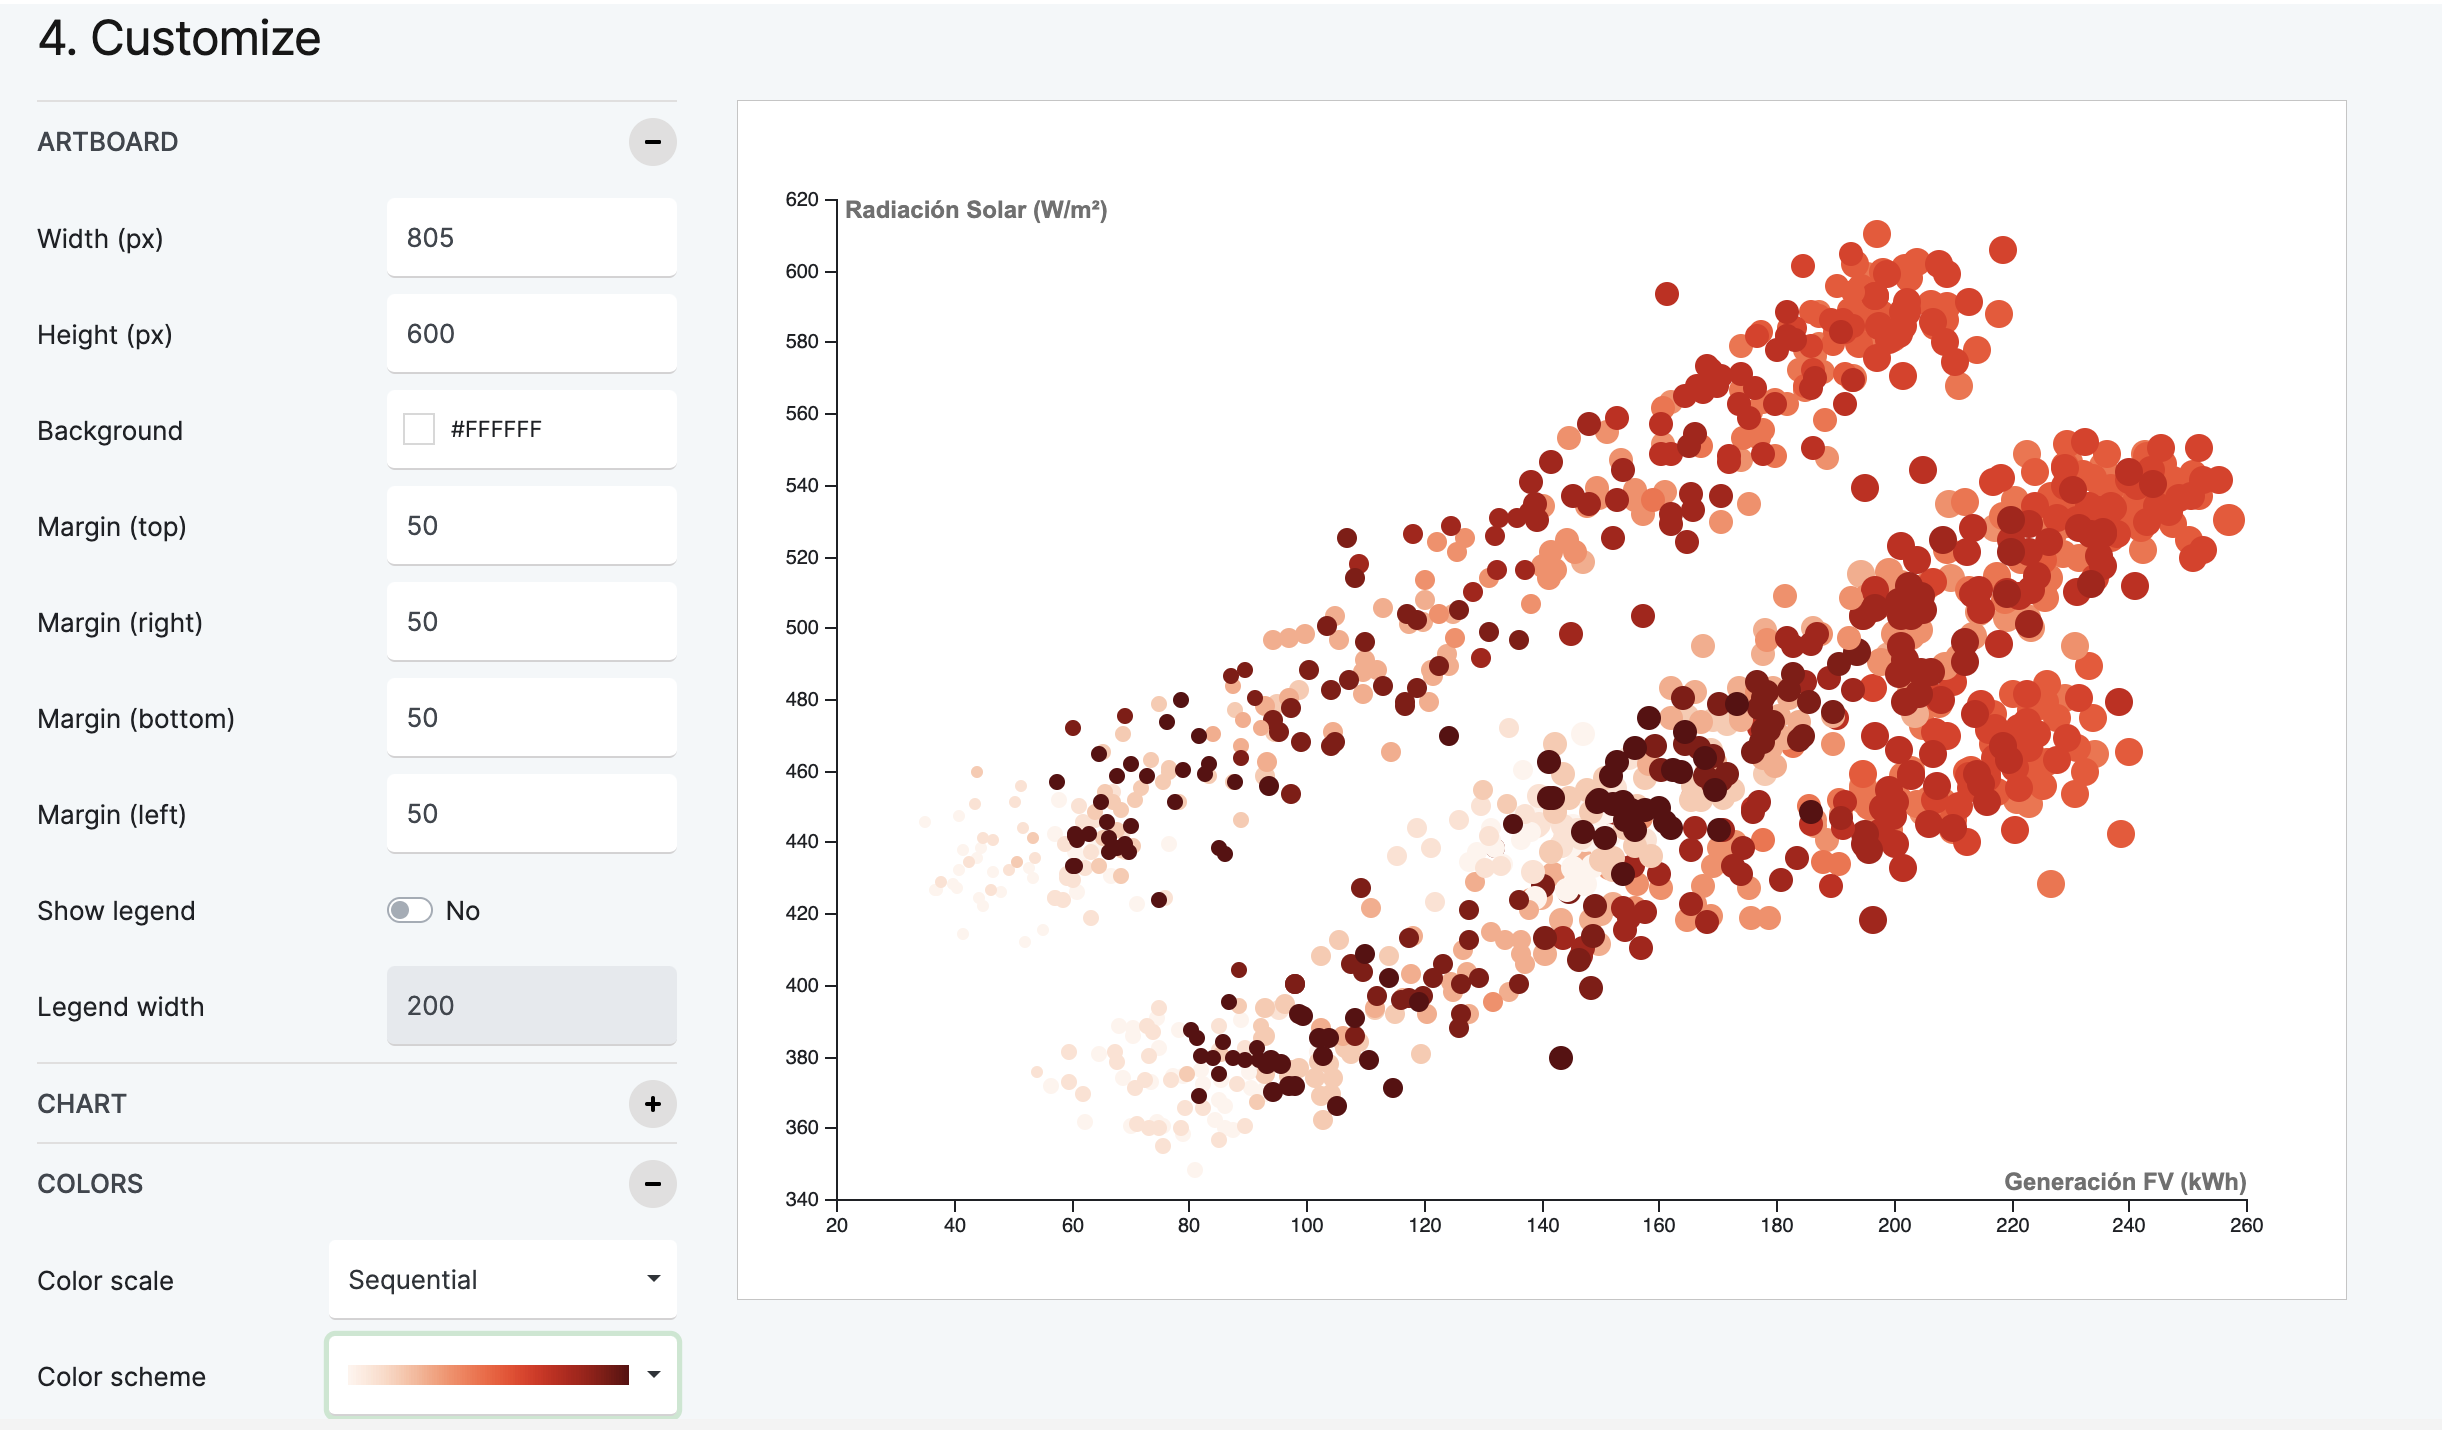 4. Customize
ARTBOARD
Width (px) 805
Height (px) 600
Background #FFFFFF
Margin (top) 50
Margin (right) 50
Margin (bottom) 50
Margin (left) 50
Show legend No
Legend width 200
CHART
COLORS
Color scale Sequential
Color scheme
Radiación Solar (W/m²)
620
600
580
560
540
520
500
480
460
440
420
400
380
360
340
Generación FV (kWh)
20 40 60 80 100 120 140 160 180 200 220 240 260